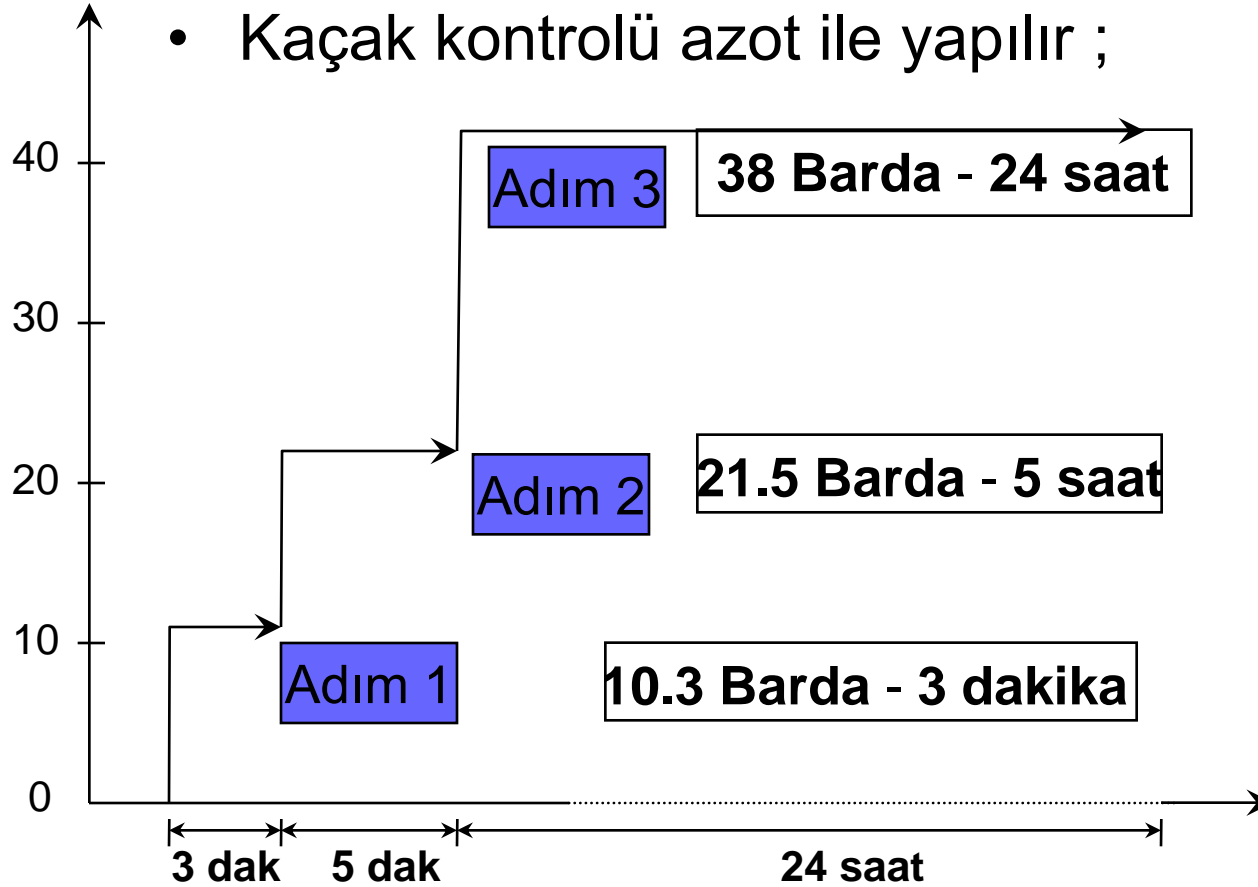 • Kaçak kontrolü azot ile yapılır ;
40
Adım 3
38 Barda - 24 saat
30
20
Adım 2
21.5 Barda - 5 saat
10
Adım 1
10.3 Barda - 3 dakika
0
3 dak
5 dak
24 saat